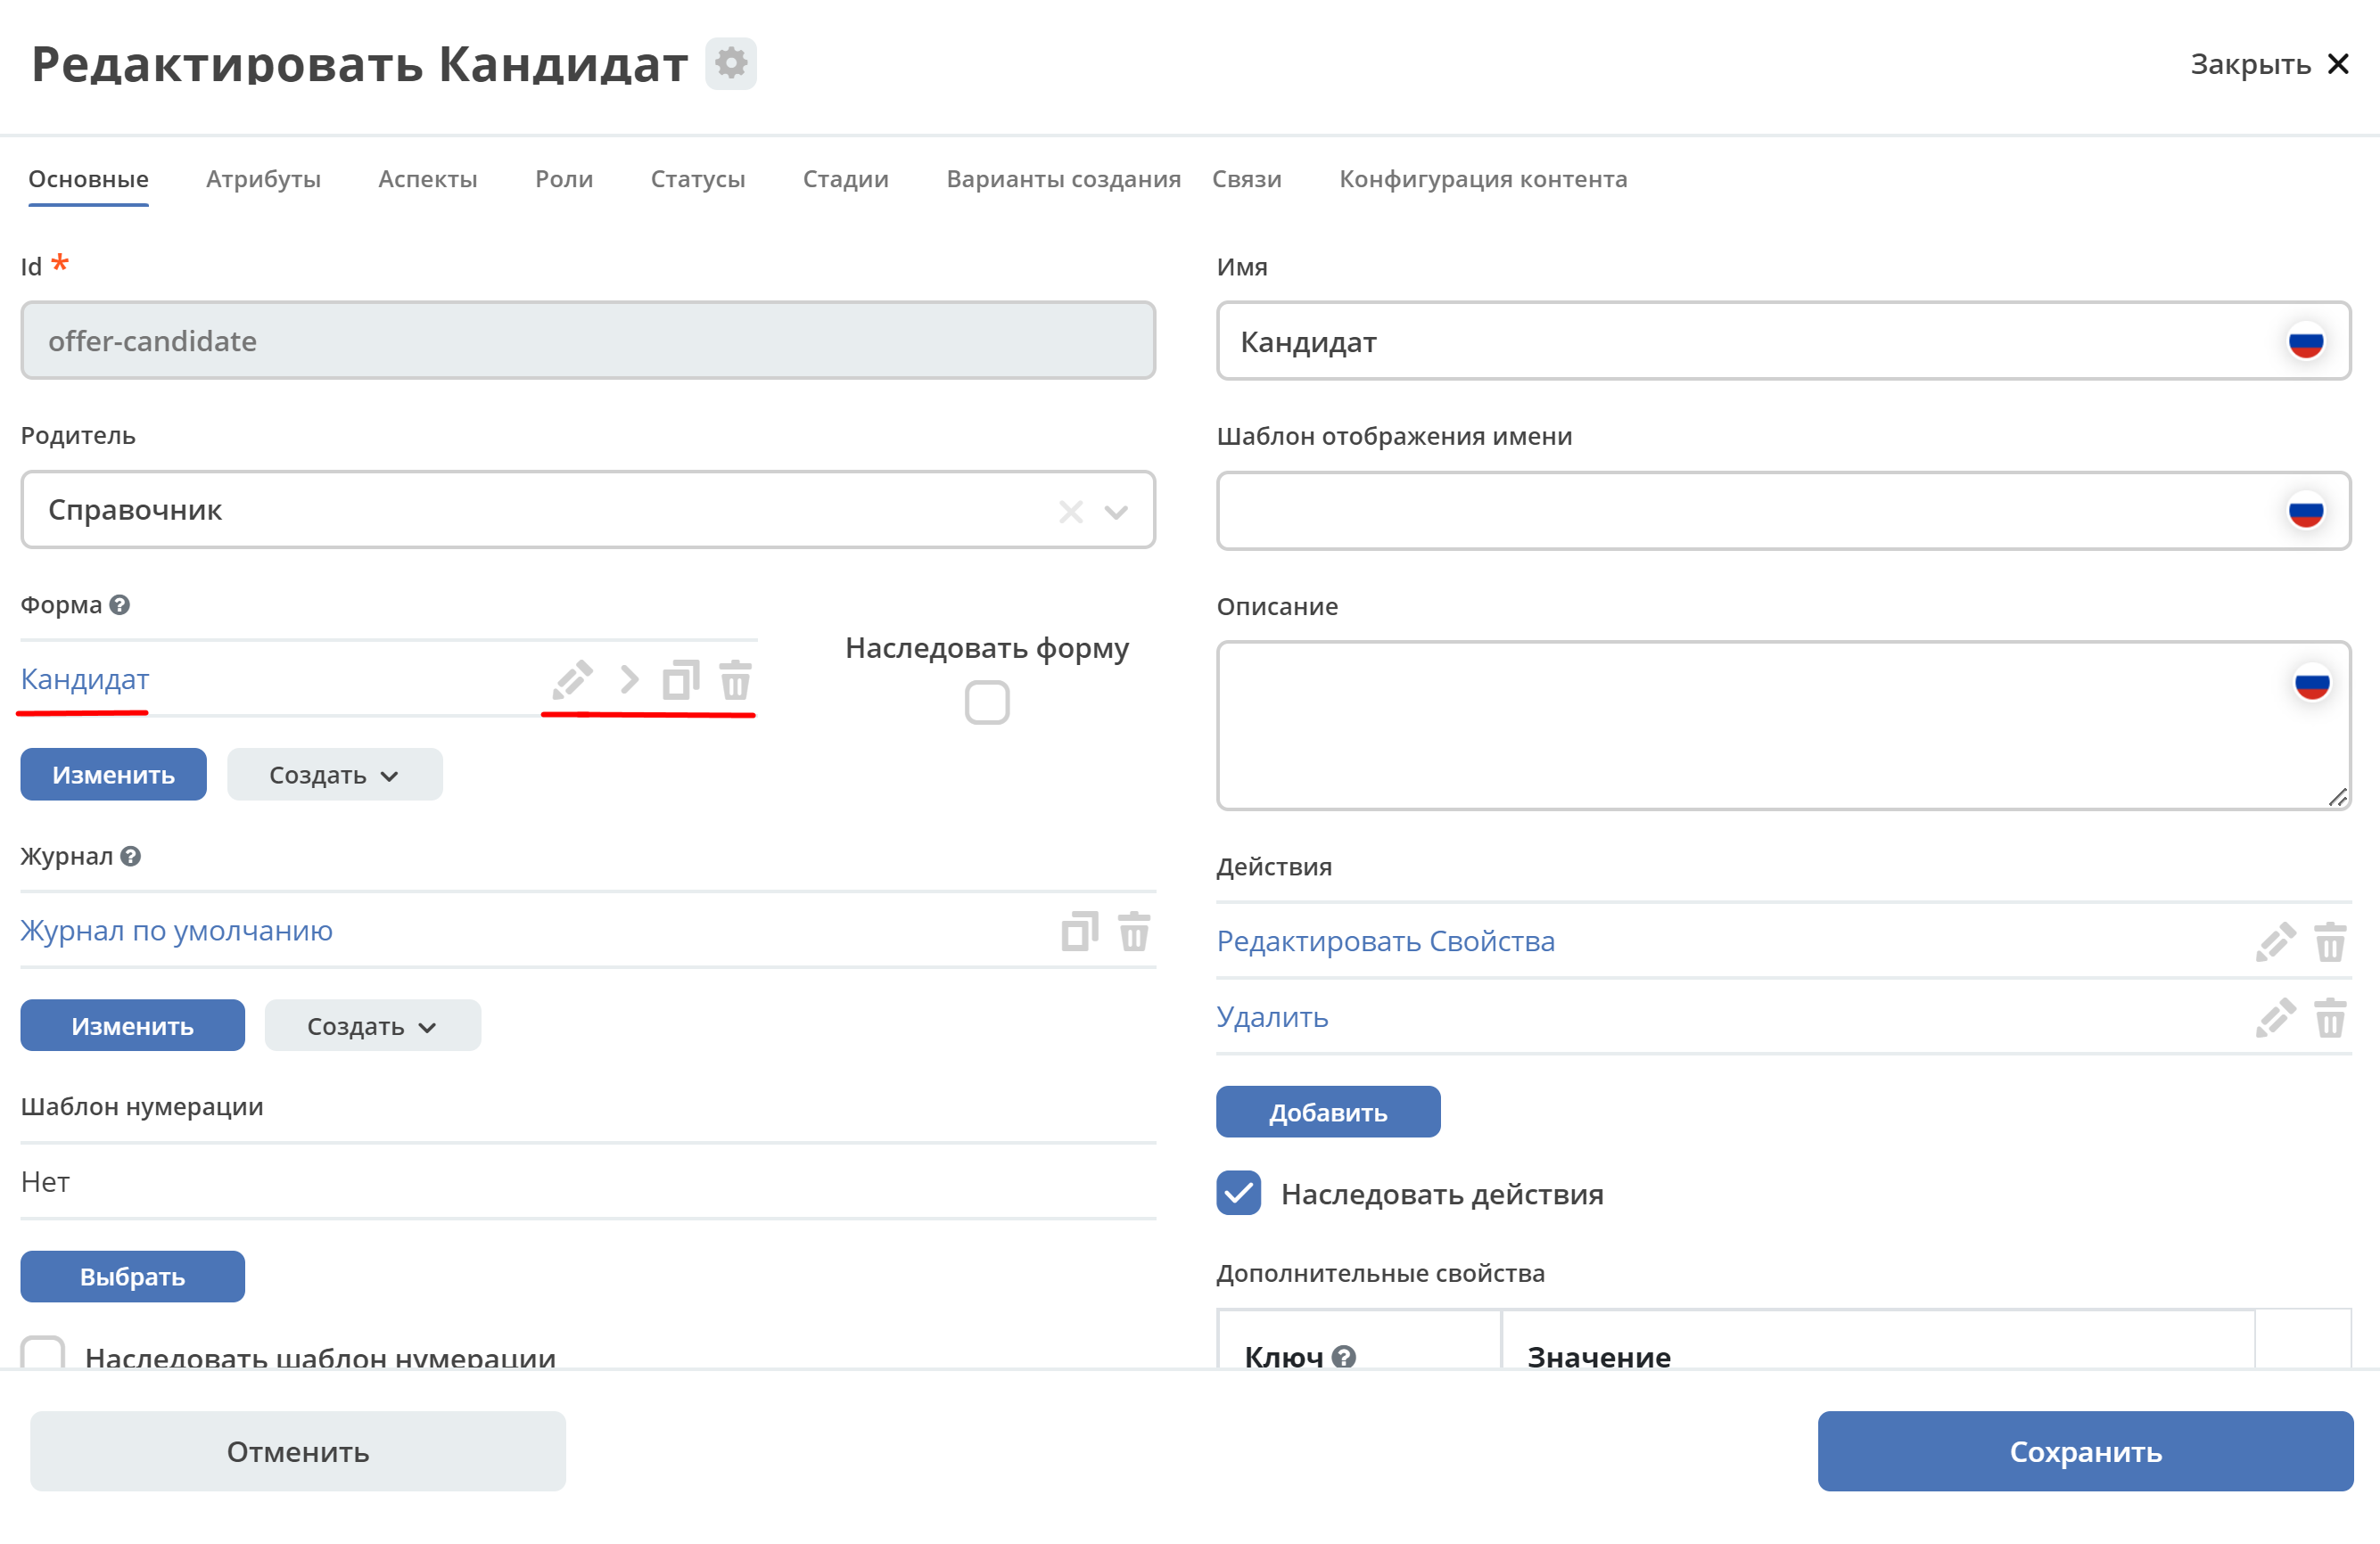 Редактировать Кандидат
Закрыть
Основные Атрибуты Аспекты Роли Статусы Стадии Варианты создания Связи Конфигурация контента
Id *
offer-candidate
Родитель
Справочник
Форма ?
Кандидат
Наследовать форму
Изменить Создать
Журнал ?
Журнал по умолчанию
Изменить Создать
Шаблон нумерации
Нет
Выбрать
Наследовать шаблон нумерации
Имя
Кандидат
Шаблон отображения имени
Описание
Действия
Редактировать Свойства
Удалить
Добавить
Наследовать действия
Дополнительные свойства
Ключ ? Значение
Отменить Сохранить